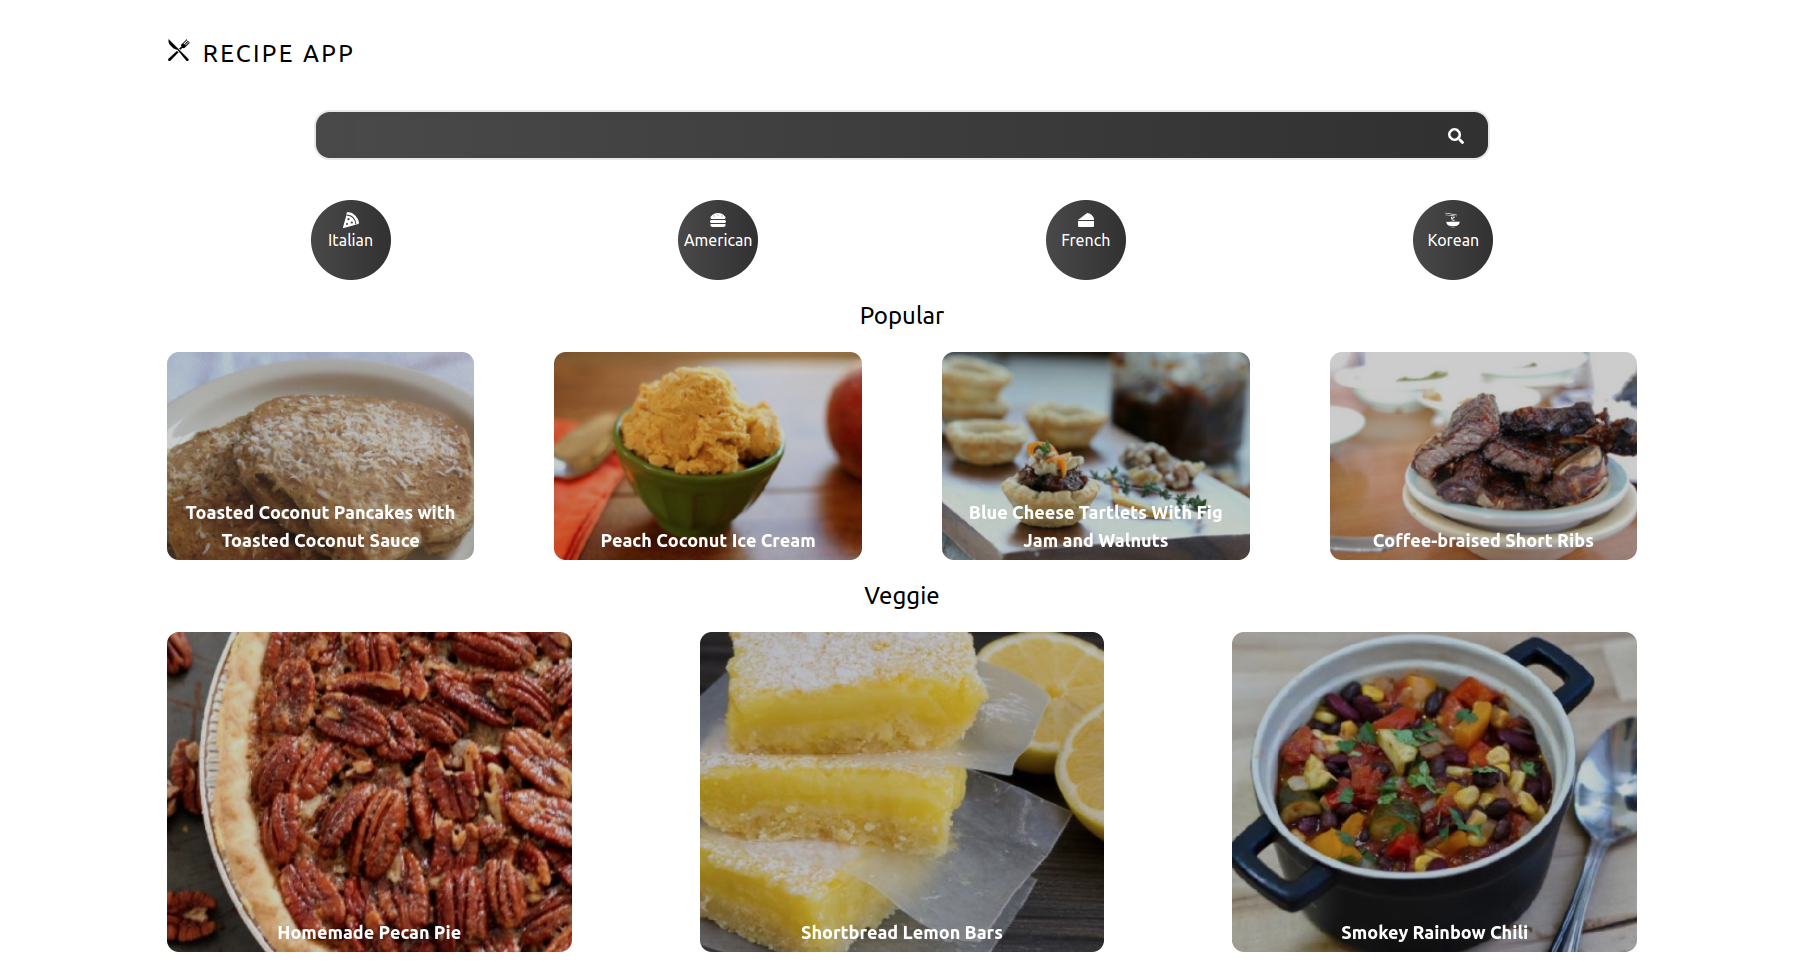 RECIPE APP
Italian
American
French
Korean
Popular
Toasted Coconut Pancakes with
Toasted Coconut Sauce
Peach Coconut Ice Cream
Blue Cheese Tartlets With Fig
Jam and Walnuts
Coffee-braised Short Ribs
Veggie
Homemade Pecan Pie
Shortbread Lemon Bars
Smokey Rainbow Chili